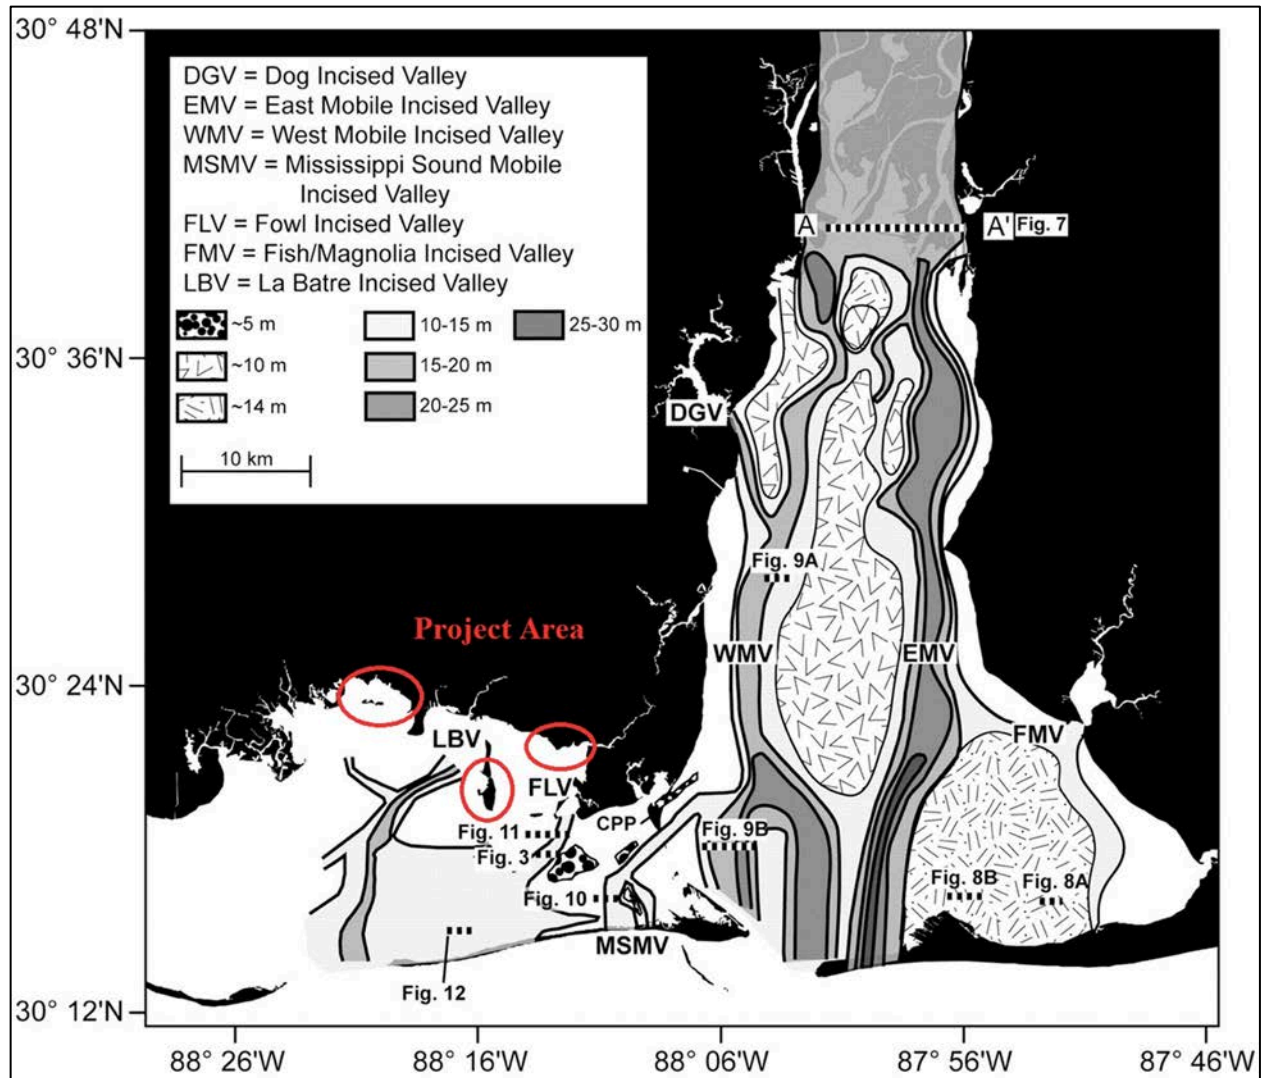 30° 48'N
DGV = Dog Incised Valley
EMV = East Mobile Incised Valley
WMV = West Mobile Incised Valley
MSMV = Mississippi Sound Mobile
Incised Valley
FLV = Fowl Incised Valley
FMV = Fish/Magnolia Incised Valley
LBV = La Batre Incised Valley
~5 m
10-15 m
25-30 m
~10 m
15-20 m
~14 m
20-25 m
10 km
A
A' Fig. 7
30° 36'N
DGV
Fig. 9A
Project Area
WMV
EMV
30° 24'N
LBV
FMV
FLV
CPP
Fig. 11
Fig. 9B
Fig. 3
Fig. 8B
Fig. 8A
Fig. 10
MSMV
Fig. 12
30° 12'N
88° 26'W
88° 16'W
88° 06'W
87° 56'W
87° 46'W